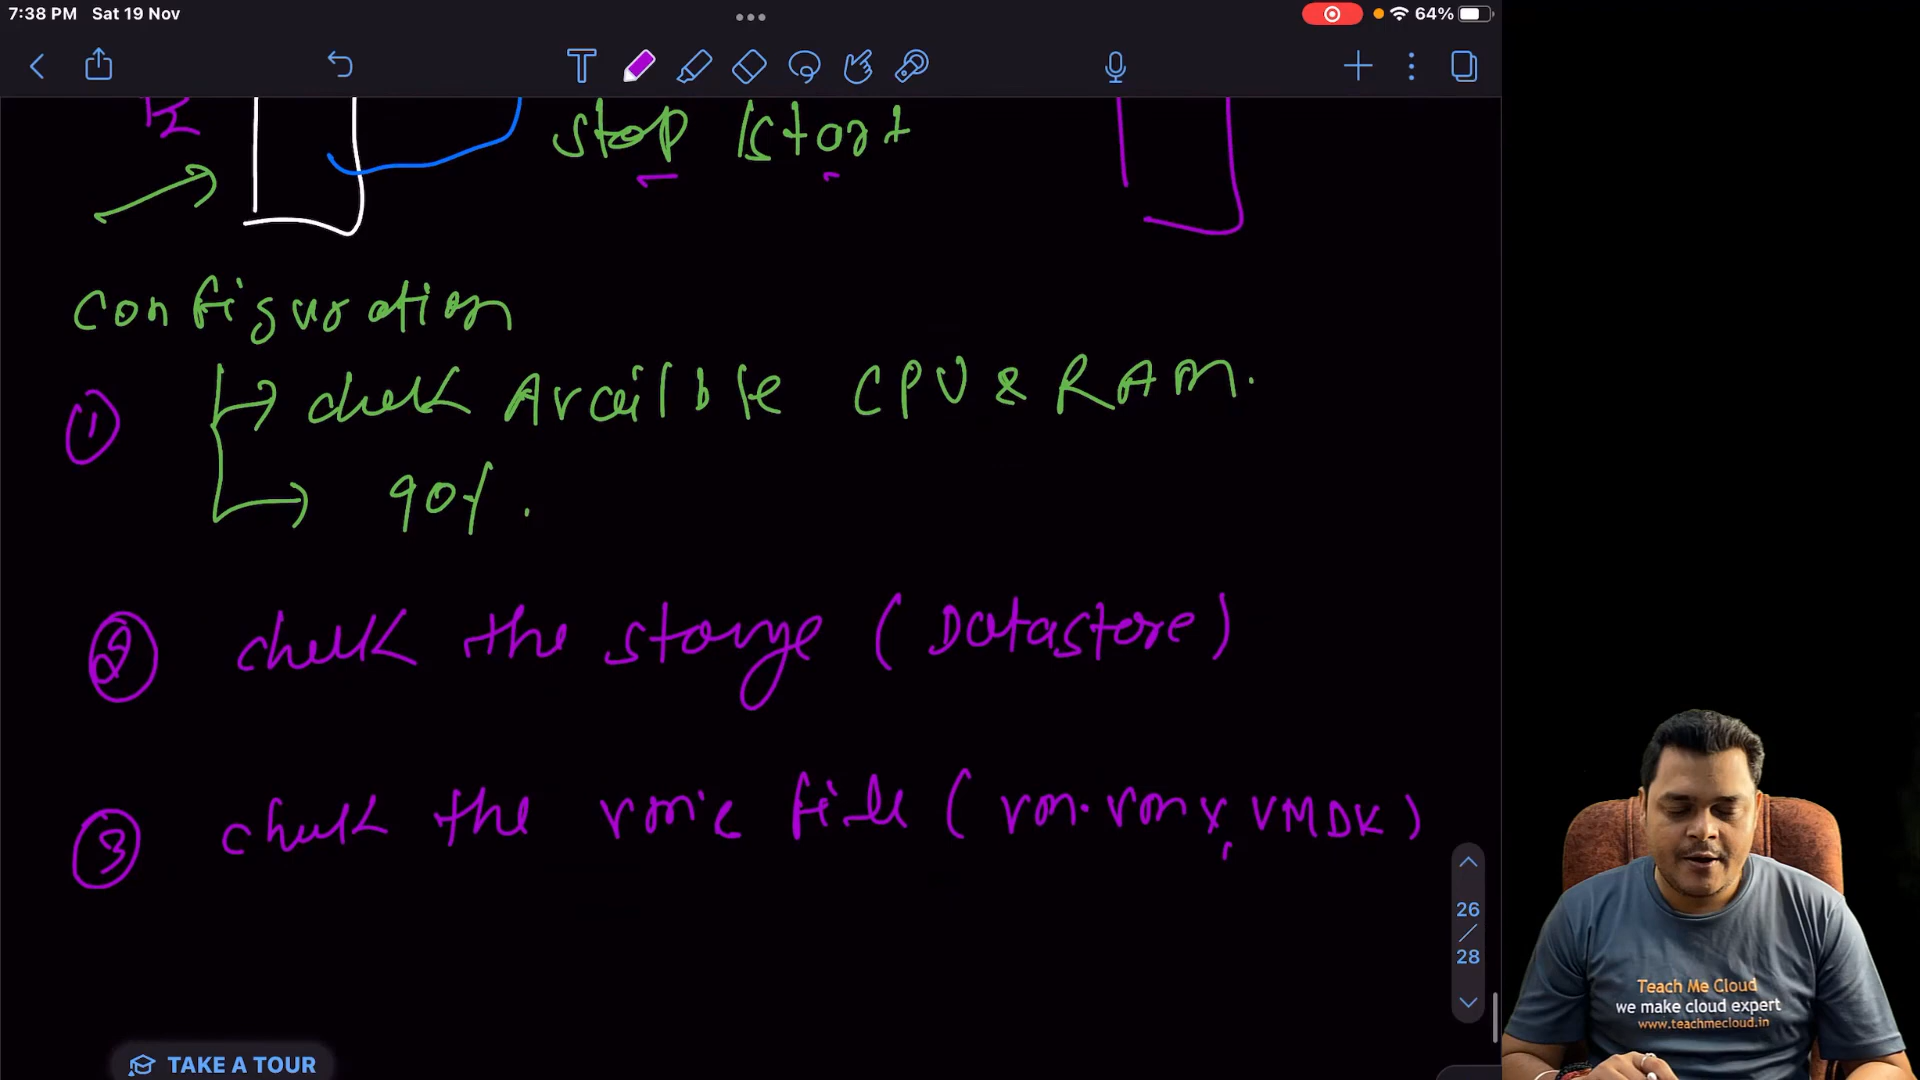 7:38 PM Sat 19 Nov
64%
stop start
configuration
1 check Availble CPU & RAM.
90%.
2 check the storage (Datastore)
3 check the file (vm.vmx, VMDK)
26
/
28
TAKE A TOUR
Teach Me Cloud
we make cloud expert
www.teachmecloud.in